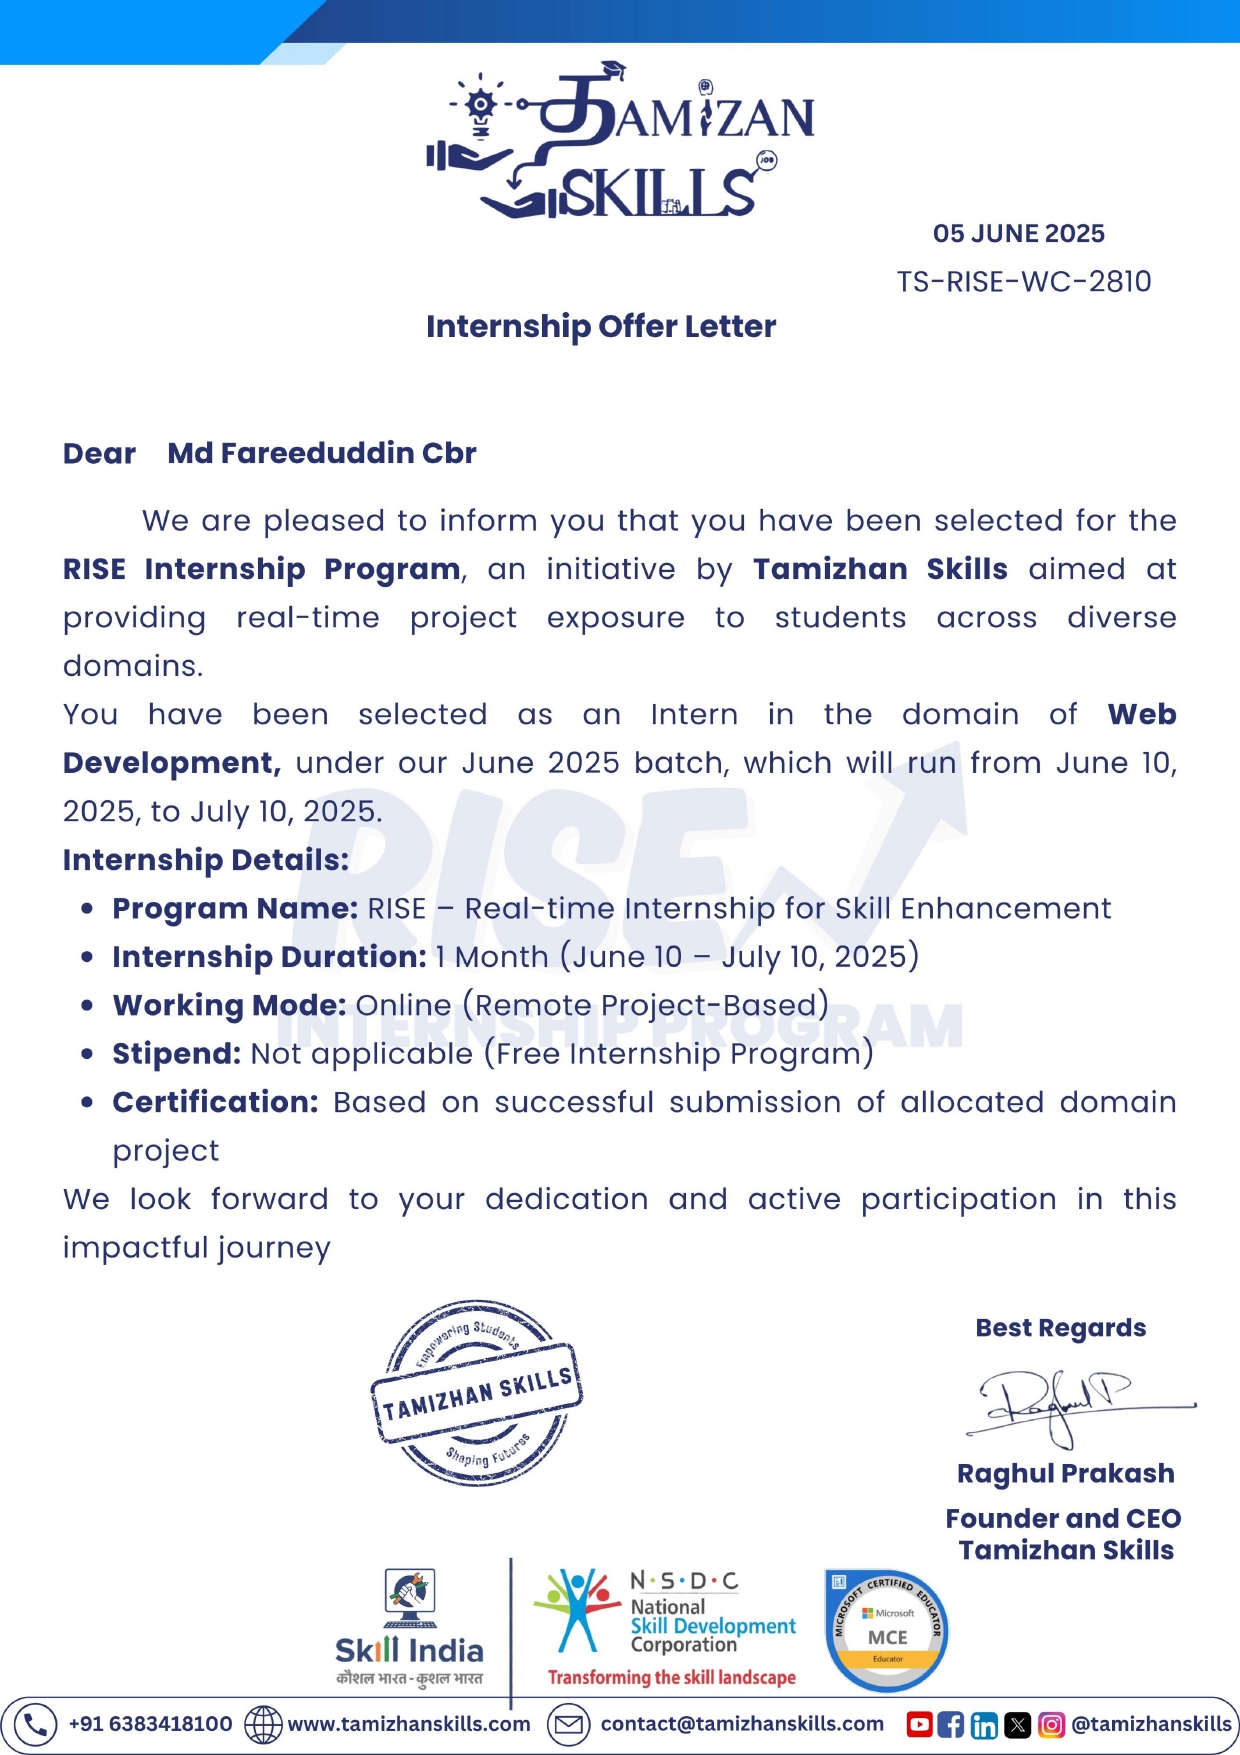 தAMIZAN
SKILLS
JOB
05 JUNE 2025
TS-RISE-WC-2810
Internship Offer Letter
Dear Md Fareeduddin Cbr
We are pleased to inform you that you have been selected for the
RISE Internship Program, an initiative by Tamizhan Skills aimed at
providing real-time project exposure to students across diverse
domains.
You have been selected as an Intern in the domain of Web
Development, under our June 2025 batch, which will run from June 10,
2025, to July 10, 2025.
Internship Details:
• Program Name: RISE – Real-time Internship for Skill Enhancement
• Internship Duration: 1 Month (June 10 – July 10, 2025)
• Working Mode: Online (Remote Project-Based)
• Stipend: Not applicable (Free Internship Program)
• Certification: Based on successful submission of allocated domain
project
We look forward to your dedication and active participation in this
impactful journey
RISE
INTERNSHIP PROGRAM
Empowering Students
TAMIZHAN SKILLS
Shaping Futures
Best Regards
Raghul P
Raghul Prakash
Founder and CEO
Tamizhan Skills
Skill India
कौशल भारत - कुशल भारत
N·S·D·C
National
Skill Development
Corporation
Transforming the skill landscape
MICROSOFT CERTIFIED EDUCATOR
Microsoft
MCE
Educator
+91 6383418100 www.tamizhanskills.com contact@tamizhanskills.com @tamizhanskills